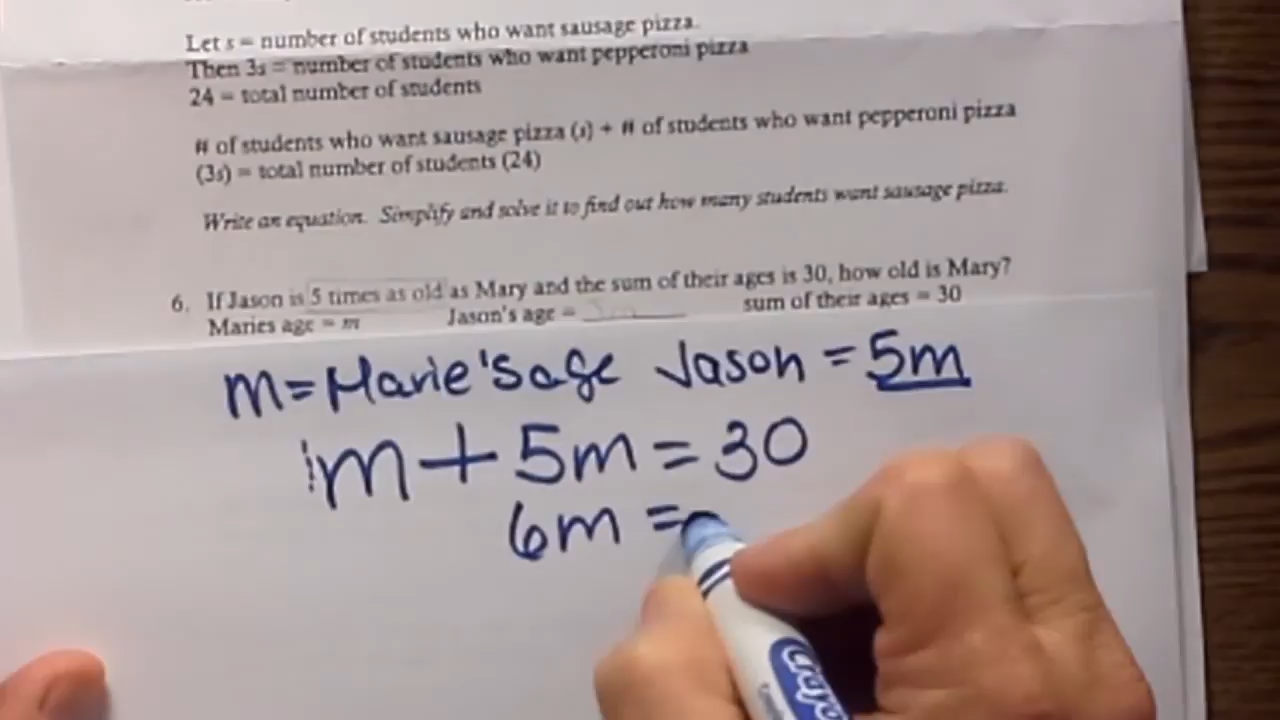 Let s = number of students who want sausage pizza.
Then 3s = number of students who want pepperoni pizza
24 = total number of students
# of students who want sausage pizza (s) + # of students who want pepperoni pizza
(3s) = total number of students (24)
Write an equation. Simplify and solve it to find out how many students want sausage pizza.
6. If Jason is 5 times as old as Mary and the sum of their ages is 30, how old is Mary?
Maries age = m Jason's age = ______ sum of their ages = 30
m = Marie's age Jason = 5m
1m + 5m = 30
6m =